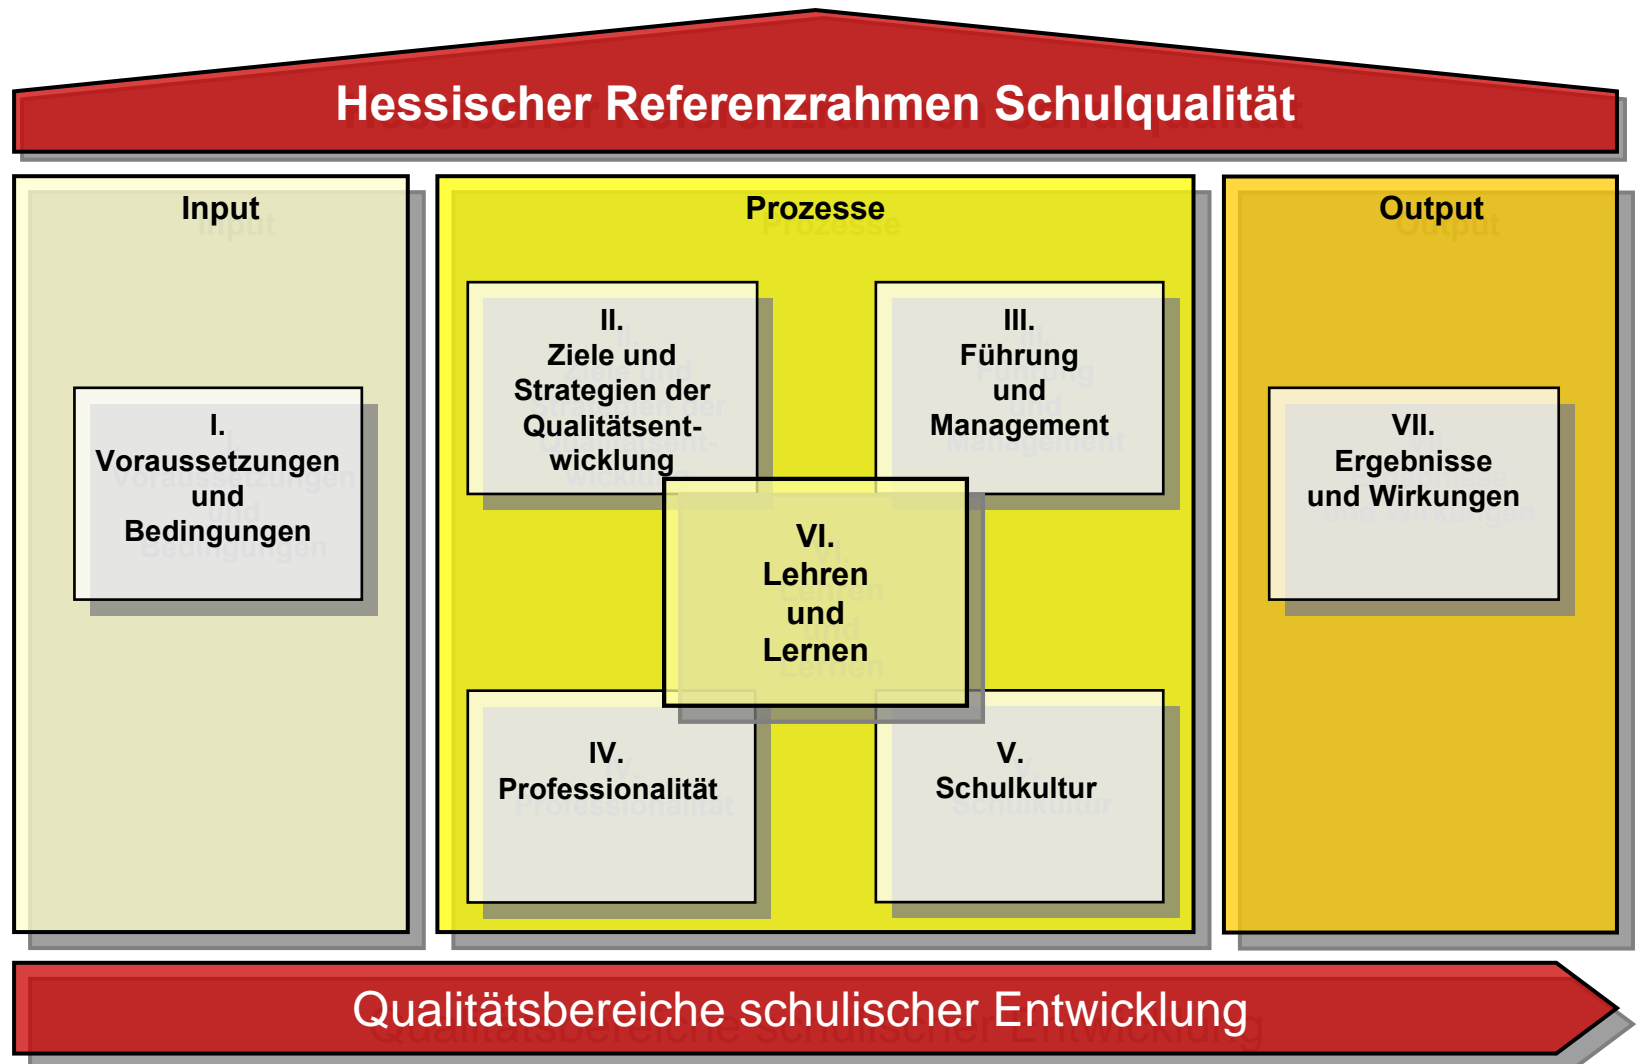 Hessischer Referenzrahmen Schulqualität
Input
I.
Voraussetzungen
und
Bedingungen
Prozesse
II.
Ziele und
Strategien der
Qualitätsent-
wicklung
III.
Führung
und
Management
VI.
Lehren
und
Lernen
IV.
Professionalität
V.
Schulkultur
Output
VII.
Ergebnisse
und Wirkungen
Qualitätsbereiche schulischer Entwicklung